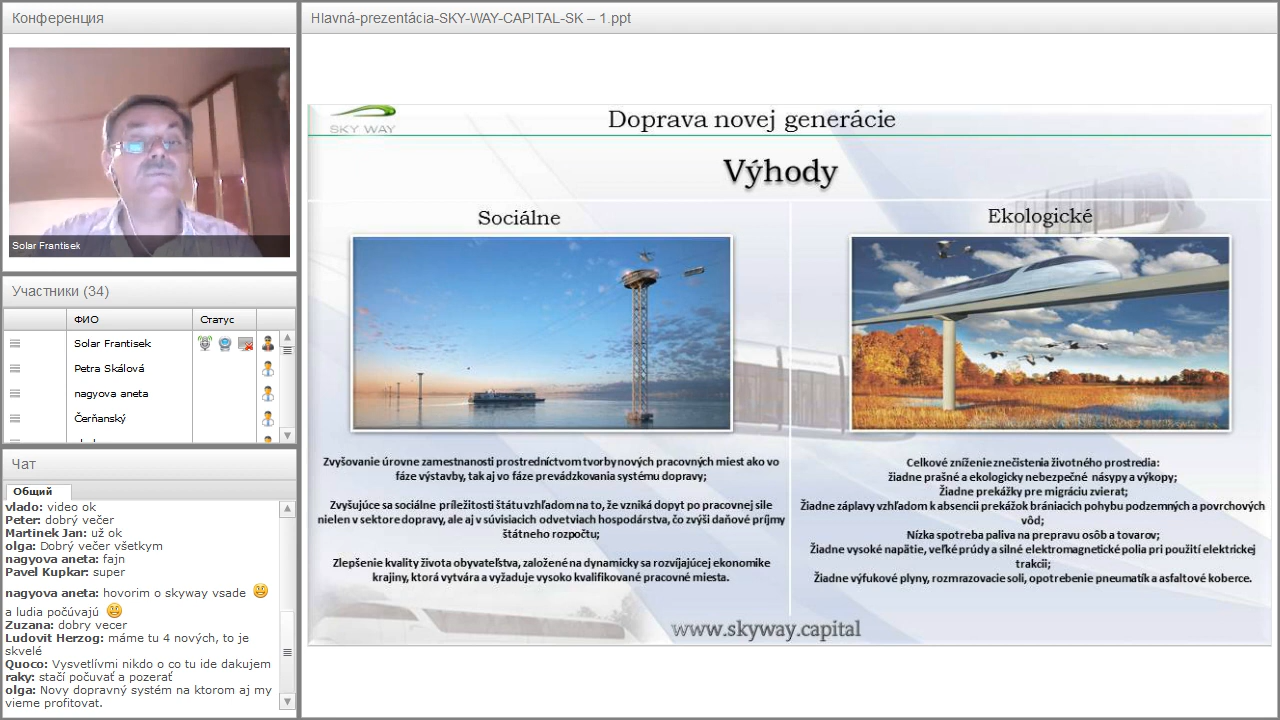 Конференция
Solar Frantisek
Участники (34)
ФИО
Статус
Solar Frantisek
Petra Skálová
nagyova aneta
Čerňanský
Чат
Общий
vlado: video ok
Peter: dobrý večer
Martinek Jan: už ok
olga: Dobrý večer všetkym
nagyova aneta: fajn
Pavel Kupkar: super
nagyova aneta: hovorim o skyway vsade
a ludia počúvajú
Zuzana: dobry vecer
Ludovit Herzog: máme tu 4 nových, to je
skvelé
Quoco: Vysvetlívmi nikdo o co tu ide dakujem
raky: stačí počuvať a pozerať
olga: Novy dopravný systém na ktorom aj my
vieme profitovat.
Hlavná-prezentácia-SKY-WAY-CAPITAL-SK – 1.ppt
SKY WAY
Doprava novej generácie
Výhody
Sociálne
Zvyšovanie úrovne zamestnanosti prostredníctvom tvorby nových pracovných miest ako vo
fáze výstavby, tak aj vo fáze prevádzkovania systému dopravy;
Zvyšujúce sa sociálne príležitosti štátu vzhľadom na to, že vzniká dopyt po pracovnej sile
nielen v sektore dopravy, ale aj v súvisiacich odvetviach hospodárstva, čo zvýši daňové príjmy
štátneho rozpočtu;
Zlepšenie kvality života obyvateľstva, založené na dynamicky sa rozvíjajúcej ekonomike
krajiny, ktorá vytvára a vyžaduje vysoko kvalifikované pracovné miesta.
Ekologické
Celkové zníženie znečistenia životného prostredia:
žiadne prašné a ekologicky nebezpečné násypy a výkopy;
Žiadne prekážky pre migráciu zvierat;
Žiadne záplavy vzhľadom k absencii prekážok brániacich pohybu podzemných a povrchových
vôd;
Nízka spotreba paliva na prepravu osôb a tovarov;
Žiadne vysoké napätie, veľké prúdy a silné elektromagnetické polia pri použití elektrickej
trakcii;
Žiadne výfukové plyny, rozmrazovacie soli, opotrebenie pneumatík a asfaltové koberce.
www.skyway.capital